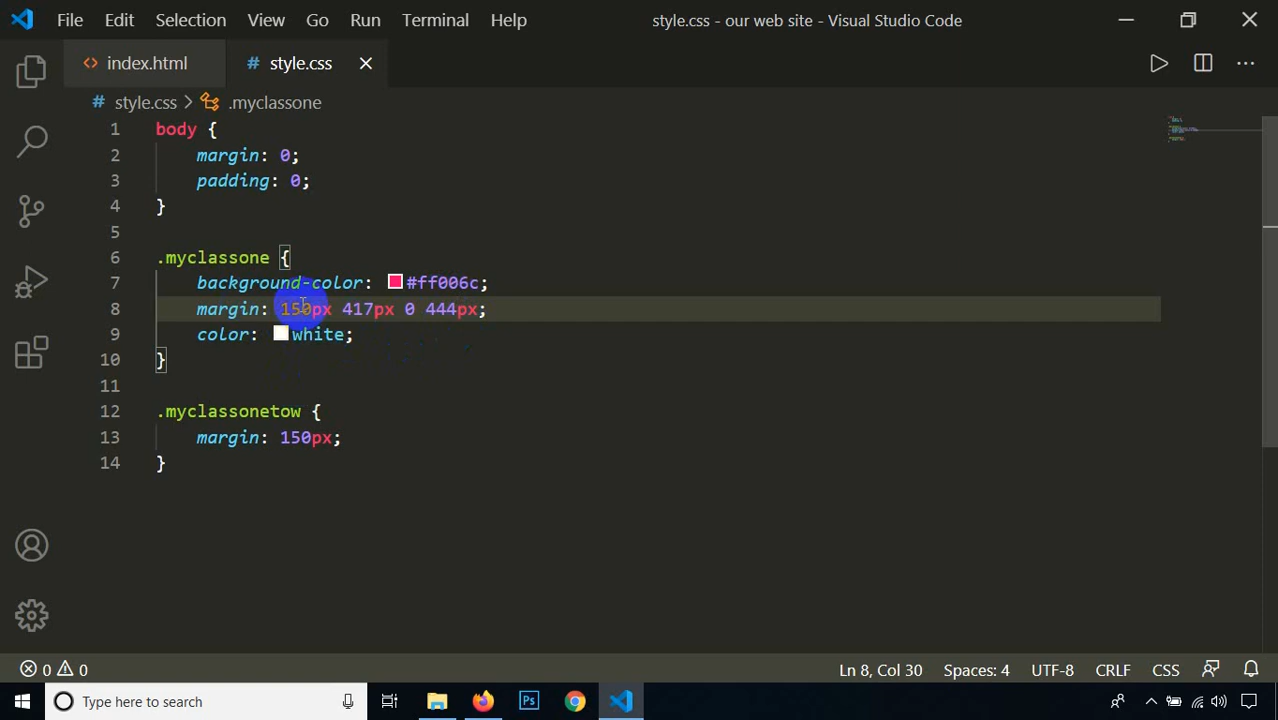 File Edit Selection View Go Run Terminal Help style.css - our web site - Visual Studio Code
<> index.html # style.css
# style.css > .myclassone
1 body {
2 margin: 0;
3 padding: 0;
4 }
5
6 .myclassone {
7 background-color: #ff006c;
8 margin: 150px 417px 0 444px;
9 color: white;
10 }
11
12 .myclassonetow {
13 margin: 150px;
14 }
0 0 Ln 8, Col 30 Spaces: 4 UTF-8 CRLF CSS
Type here to search Ps